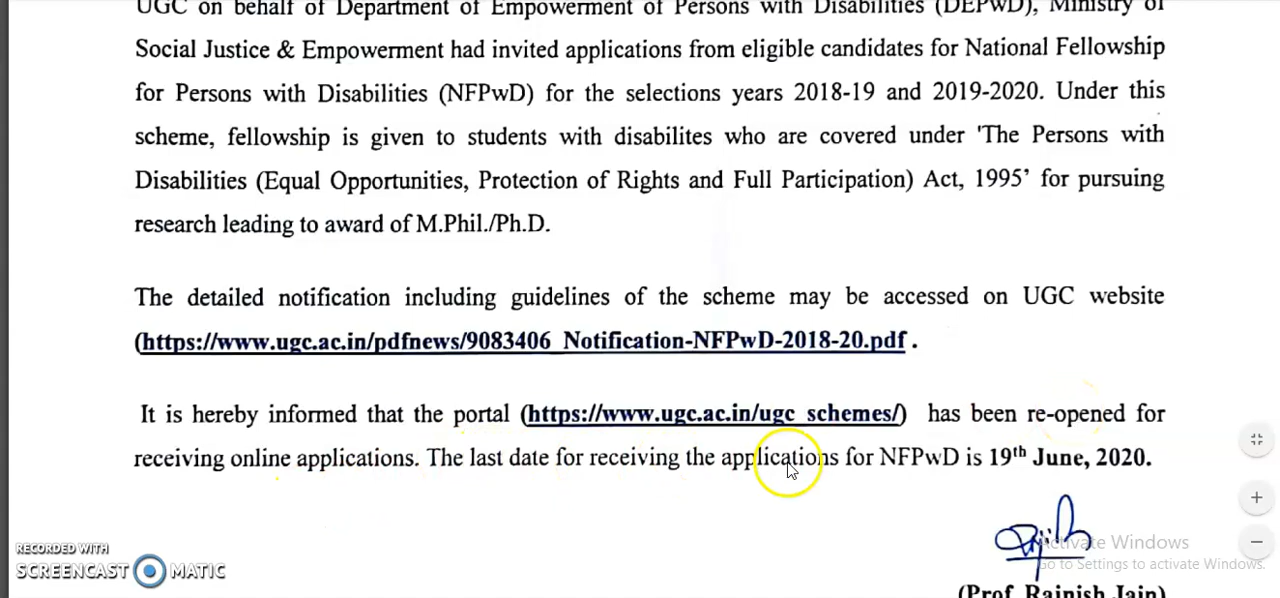 UGC on behalf of Department of Empowerment of Persons with Disabilities (DEPwD), Ministry of
Social Justice & Empowerment had invited applications from eligible candidates for National Fellowship
for Persons with Disabilities (NFPwD) for the selections years 2018-19 and 2019-2020. Under this
scheme, fellowship is given to students with disabilites who are covered under 'The Persons with
Disabilities (Equal Opportunities, Protection of Rights and Full Participation) Act, 1995' for pursuing
research leading to award of M.Phil./Ph.D.
The detailed notification including guidelines of the scheme may be accessed on UGC website
(https://www.ugc.ac.in/pdfnews/9083406_Notification-NFPwD-2018-20.pdf .
It is hereby informed that the portal (https://www.ugc.ac.in/ugc_schemes/) has been re-opened for
receiving online applications. The last date for receiving the applications for NFPwD is 19th June, 2020.
Activate Windows
Go to Settings to activate Windows.
RECORDED WITH
SCREENCAST MATIC
(Prof. Rajnish Jain)